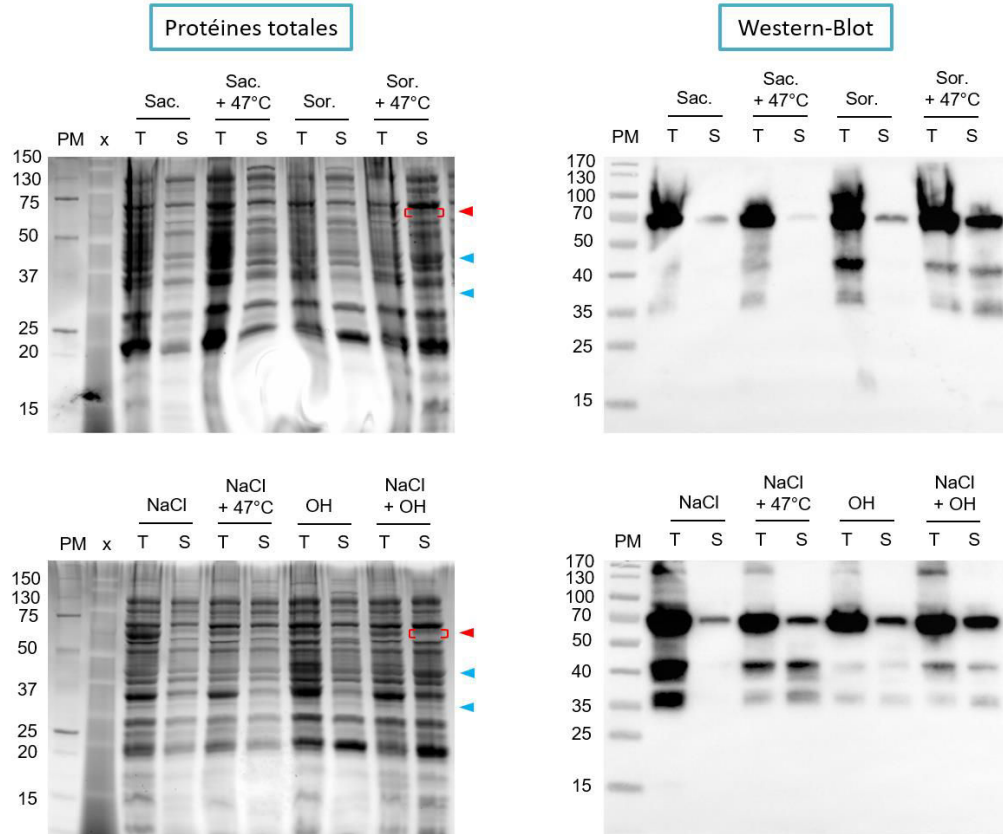 Protéines totales
Western-Blot
Sac.
Sac.
+ 47°C
Sor.
Sor.
+ 47°C
PM x T S T S T S T S
150
130
75
50
37
25
20
15
Sac.
Sac.
+ 47°C
Sor.
Sor.
+ 47°C
PM T S T S T S T S
170
130
100
70
50
40
35
25
15
NaCl
NaCl
+ 47°C
OH
NaCl
+ OH
PM x T S T S T S T S
150
130
75
50
37
25
20
15
NaCl
NaCl
+ 47°C
OH
NaCl
+ OH
PM T S T S T S T S
170
130
100
70
50
40
35
25
15